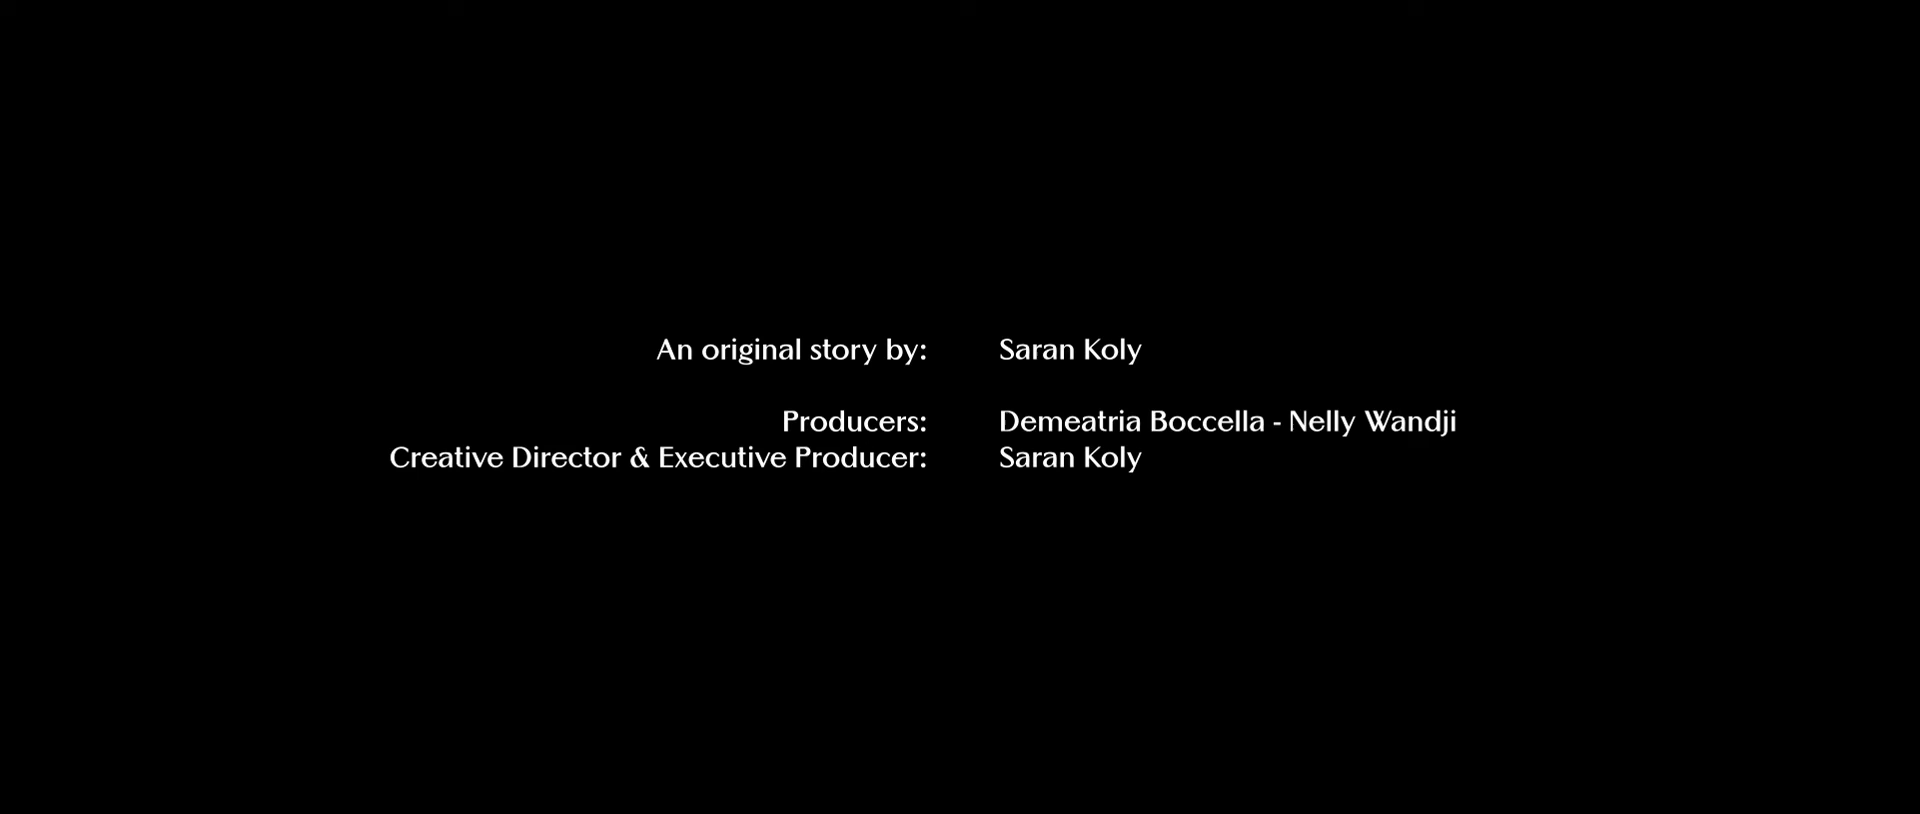 An original story by: Saran Koly
Producers: Demeatria Boccella - Nelly Wandji
Creative Director & Executive Producer: Saran Koly